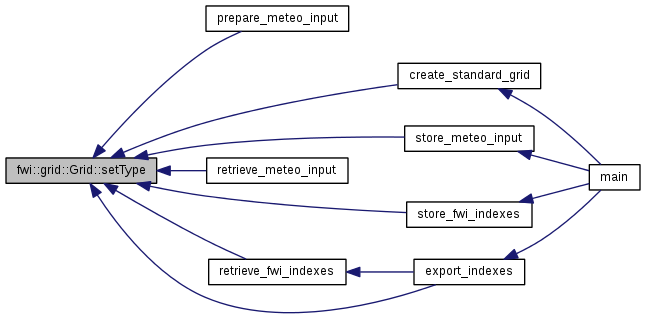 prepare_meteo_input
create_standard_grid
store_meteo_input
fwi::grid::Grid::setType
retrieve_meteo_input
main
store_fwi_indexes
retrieve_fwi_indexes
export_indexes